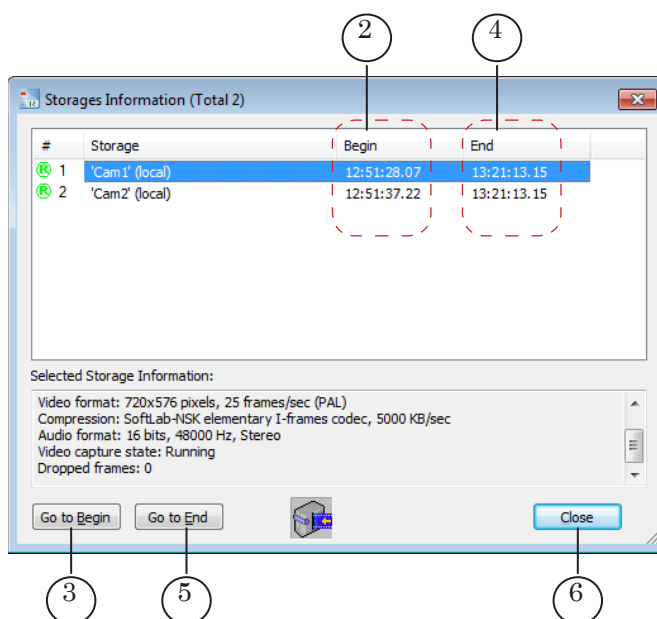 2 4
Storages Information (Total 2)
# Storage Begin End
R 1 'Cam1' (local) 12:51:28.07 13:21:13.15
R 2 'Cam2' (local) 12:51:37.22 13:21:13.15
Selected Storage Information:
Video format: 720x576 pixels, 25 frames/sec (PAL)
Compression: SoftLab-NSK elementary I-frames codec, 5000 KB/sec
Audio format: 16 bits, 48000 Hz, Stereo
Video capture state: Running
Dropped frames: 0
Go to Begin Go to End Close
3 5 6